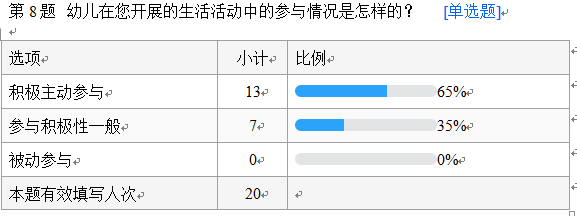 第 8 题 幼儿在您开展的生活活动中的参与情况是怎样的? [单选题]
选项 小计 比例
积极主动参与 13 65%
参与积极性一般 7 35%
被动参与 0 0%
本题有效填写人次 20